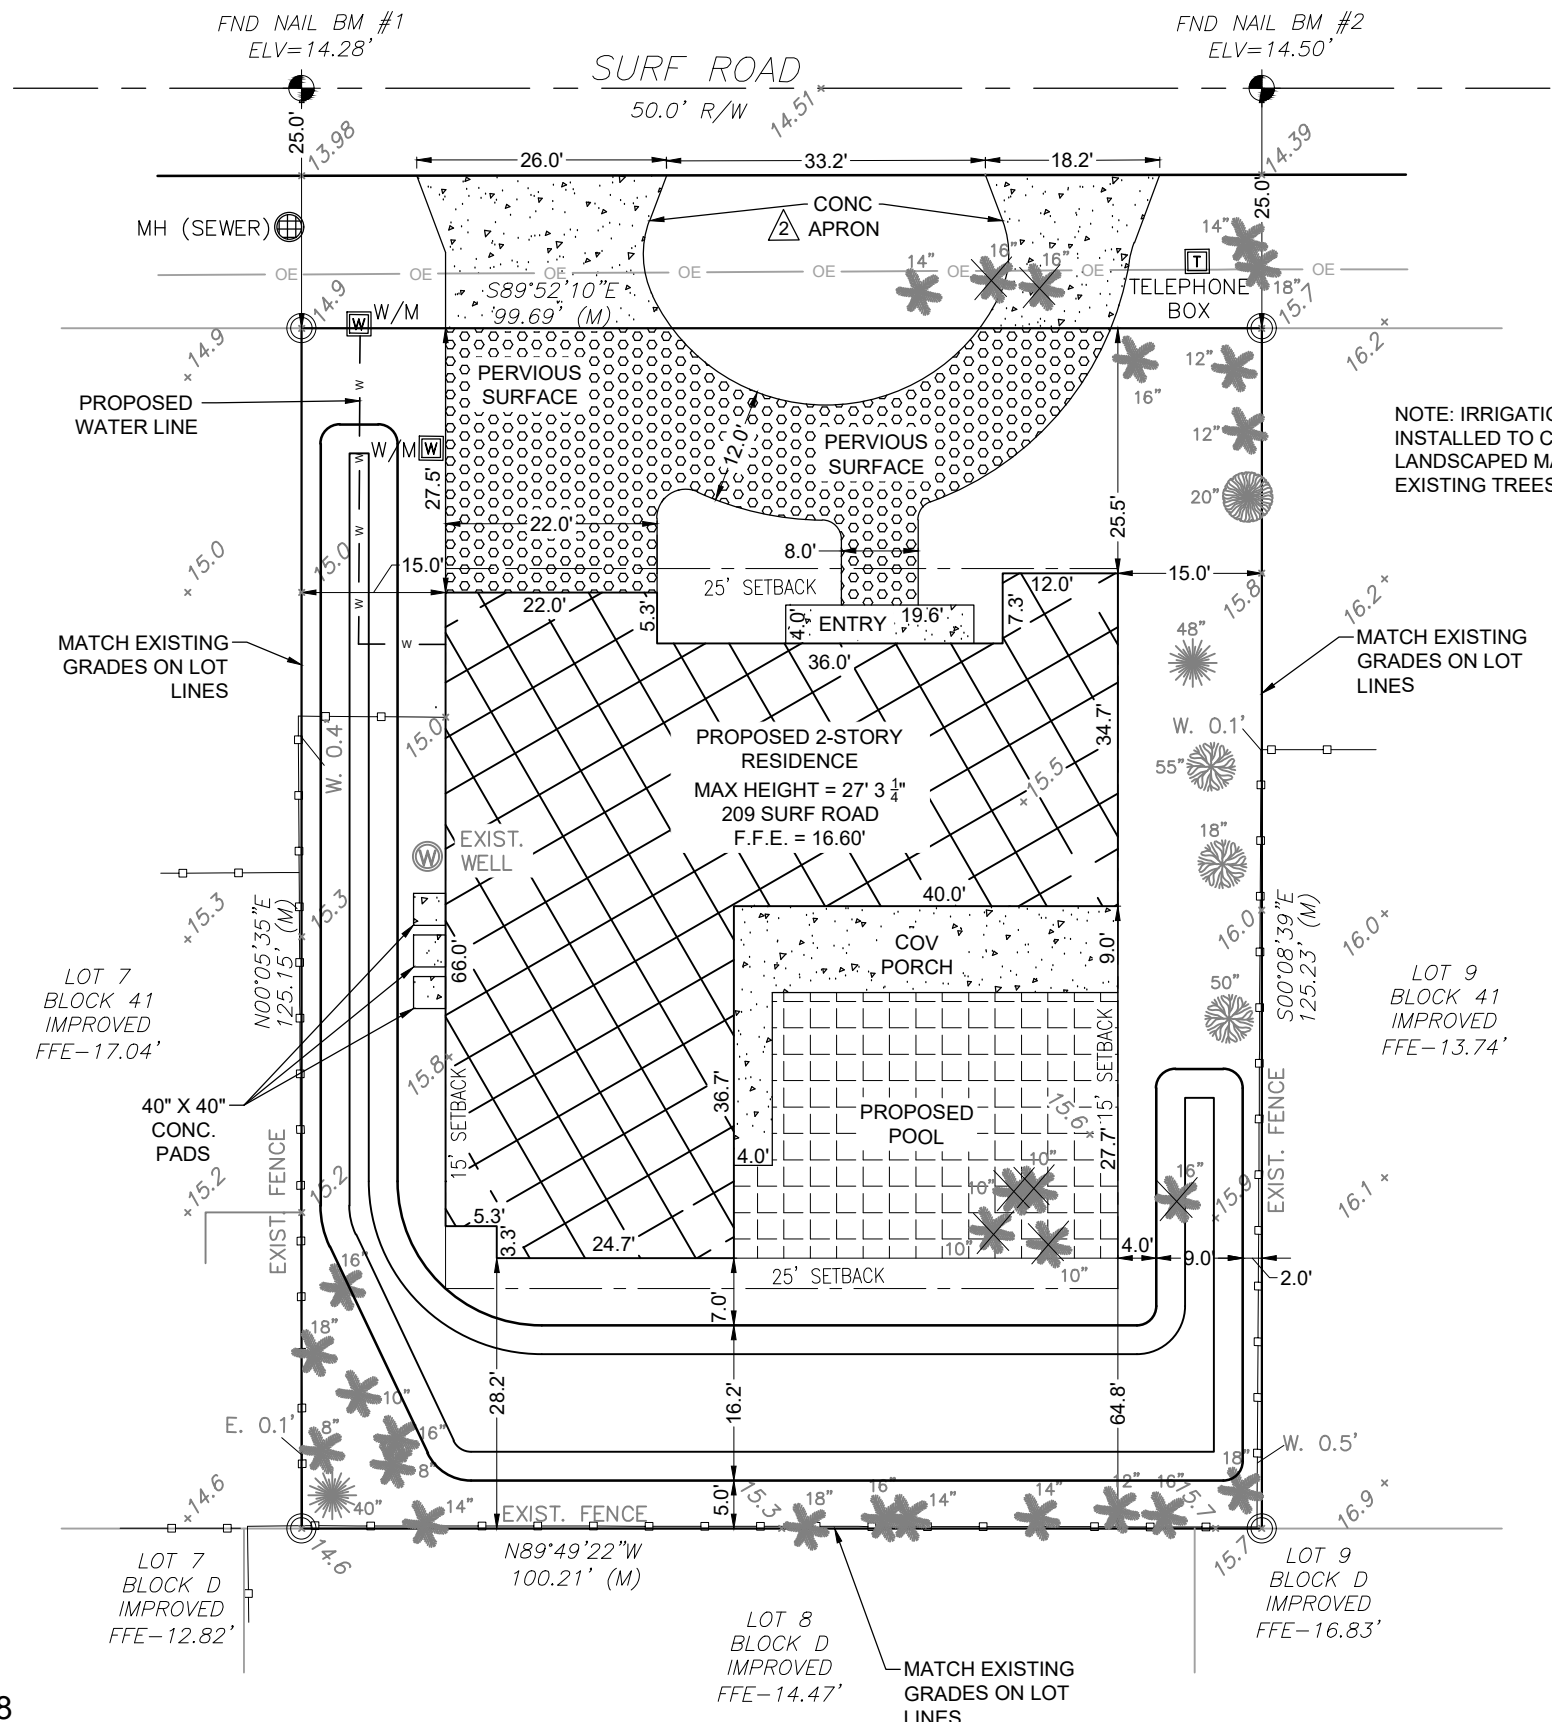 FND NAIL BM #1
ELV=14.28'
FND NAIL BM #2
ELV=14.50'
SURF ROAD
50.0' R/W
14.51
25.0'
13.98
14.39
25.0'
26.0'
33.2'
18.2'
CONC
APRON
2
MH (SEWER)
OE OE OE OE OE OE OE
14"
16"
16"
14"
18"
T
TELEPHONE
BOX
S89°52'10"E
99.69' (M)
14.9
W
W/M
15.7
14.9
16.2
PERVIOUS
SURFACE
16"
12"
12"
20"
PROPOSED
WATER LINE
W/M
W
W
W
W
W
W
W
27.5'
12.0'
PERVIOUS
SURFACE
25.5'
NOTE: IRRIGATIO
INSTALLED TO C
LANDSCAPED MA
EXISTING TREES
22.0'
8.0'
15.0
15.0
15.0'
25' SETBACK
12.0'
15.0'
15.8
16.2
22.0'
5.3'
4.0'
ENTRY
19.6'
7.3'
36.0'
48"
MATCH EXISTING
GRADES ON LOT
LINES
MATCH EXISTING
GRADES ON LOT
LINES
W. 0.4'
15.0
PROPOSED 2-STORY
RESIDENCE
MAX HEIGHT = 27' 3 1/4"
209 SURF ROAD
F.F.E. = 16.60'
34.7'
15.5
W. 0.1'
55"
18"
W
EXIST.
WELL
40.0'
15.3
15.3
N00°05'35"E
125.15' (M)
66.0'
COV
PORCH
9.0'
16.0
16.0
S00°08'39"E
125.23' (M)
50"
LOT 7
BLOCK 41
IMPROVED
FFE-17.04'
LOT 9
BLOCK 41
IMPROVED
FFE-13.74'
15.8
15' SETBACK
36.7'
15' SETBACK
40" X 40"
CONC.
PADS
PROPOSED
POOL
15.6
27.7'
4.0'
EXIST. FENCE
EXIST. FENCE
15.2
15.2
10"
10"
10"
10"
16"
15.9
16.1
5.3'
3.3'
24.7'
4.0'
9.0'
2.0'
25' SETBACK
7.0'
16"
18"
10"
16"
8"
8"
E. 0.1'
28.2'
16.2'
64.8'
W. 0.5'
18"
40"
14"
EXIST. FENCE
5.0'
15.3
18"
16"
14"
14"
12"
16"
15.7
14.6
14.6
16.9
15.7
N89°49'22"W
100.21' (M)
LOT 7
BLOCK D
IMPROVED
FFE-12.82'
LOT 8
BLOCK D
IMPROVED
FFE-14.47'
LOT 9
BLOCK D
IMPROVED
FFE-16.83'
MATCH EXISTING
GRADES ON LOT
LINES
8